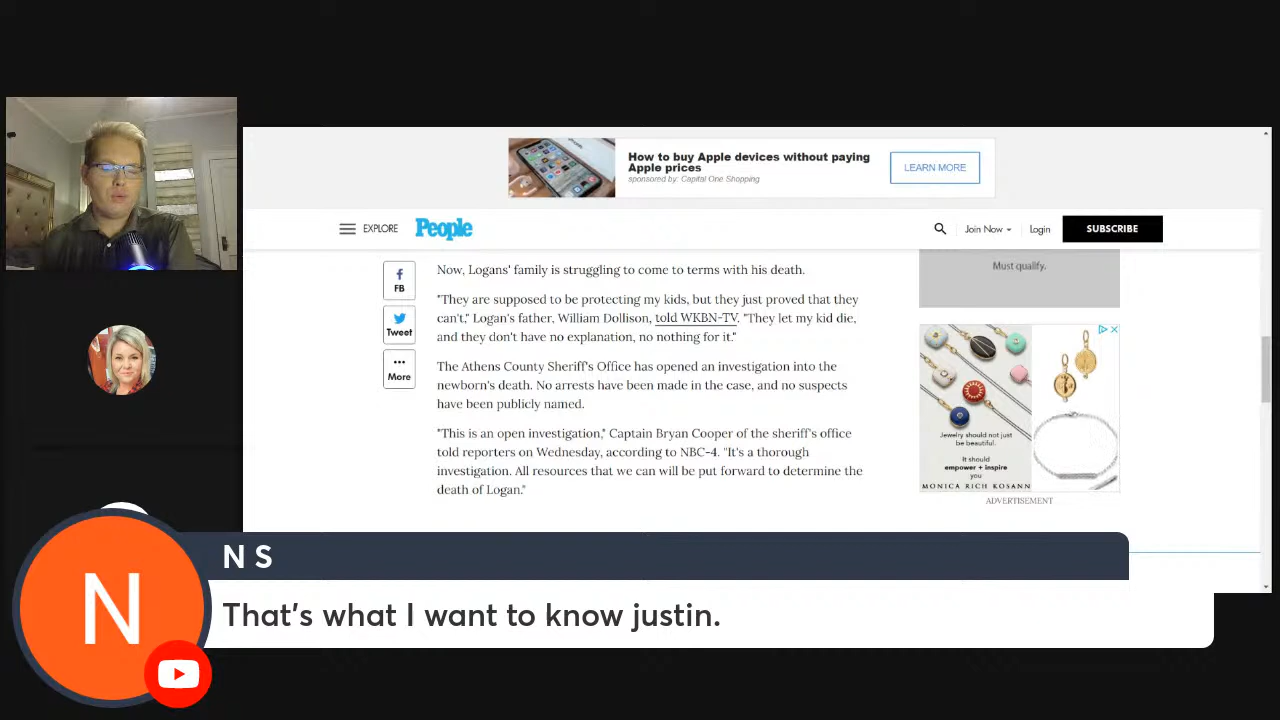 How to buy Apple devices without paying
Apple prices
sponsored by: Capital One Shopping
LEARN MORE
EXPLORE
People
Join Now
Login
SUBSCRIBE
FB
Tweet
More
Now, Logans' family is struggling to come to terms with his death.
"They are supposed to be protecting my kids, but they just proved that they
can't," Logan's father, William Dollison, told WKBN-TV. "They let my kid die,
and they don't have no explanation, no nothing for it."
The Athens County Sheriff's Office has opened an investigation into the
newborn's death. No arrests have been made in the case, and no suspects
have been publicly named.
"This is an open investigation," Captain Bryan Cooper of the sheriff's office
told reporters on Wednesday, according to NBC-4. "It's a thorough
investigation. All resources that we can will be put forward to determine the
death of Logan."
Must qualify.
Jewelry should not just
be beautiful.
It should
empower + inspire
you
MONICA RICH KOSANN
ADVERTISEMENT
N
N S
That's what I want to know justin.